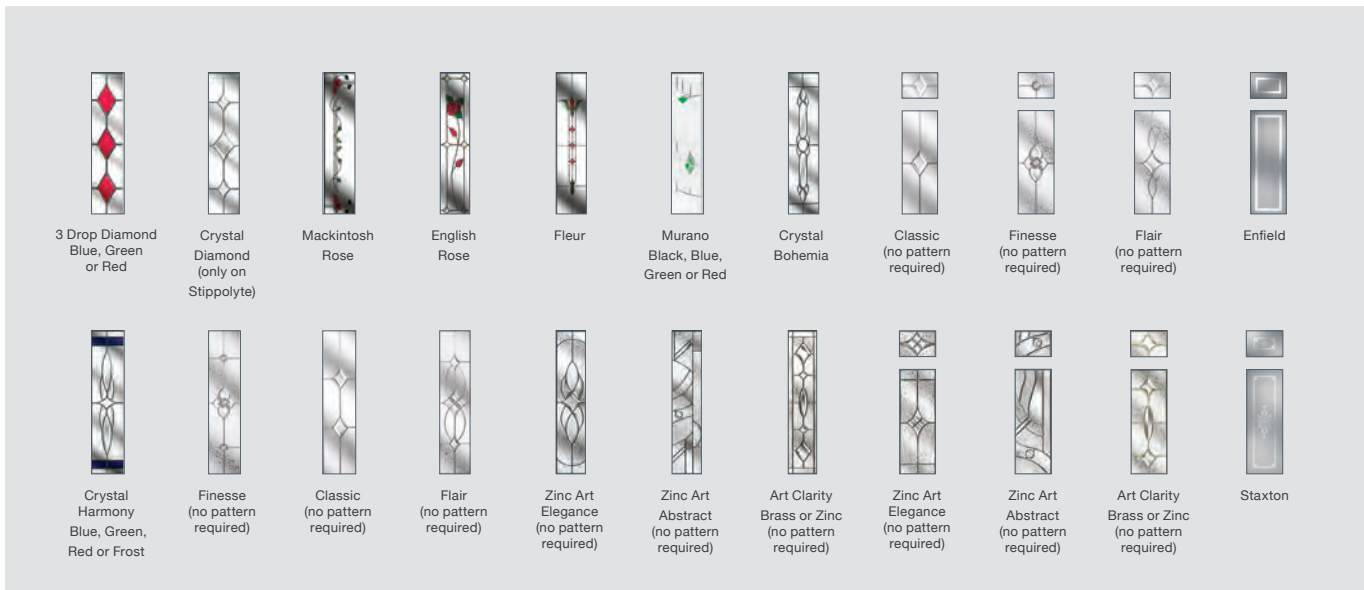 3 Drop Diamond
Blue, Green
or Red
Crystal
Diamond
(only on
Stippolyte)
Mackintosh
Rose
English
Rose
Fleur
Murano
Black, Blue,
Green or Red
Crystal
Bohemia
Classic
(no pattern
required)
Finesse
(no pattern
required)
Flair
(no pattern
required)
Enfield
Crystal
Harmony
Blue, Green,
Red or Frost
Finesse
(no pattern
required)
Classic
(no pattern
required)
Flair
(no pattern
required)
Zinc Art
Elegance
(no pattern
required)
Zinc Art
Abstract
(no pattern
required)
Art Clarity
Brass or Zinc
(no pattern
required)
Zinc Art
Elegance
(no pattern
required)
Zinc Art
Abstract
(no pattern
required)
Art Clarity
Brass or Zinc
(no pattern
required)
Staxton